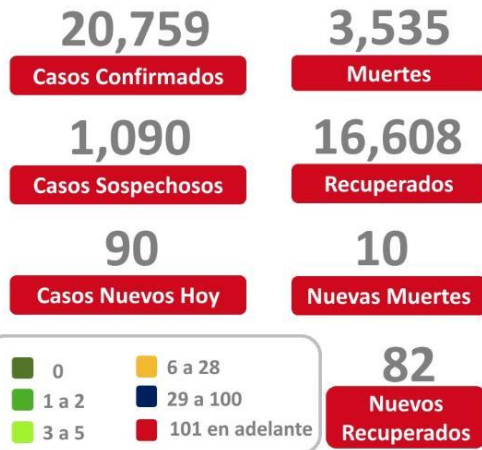 20,759
Casos Confirmados
3,535
Muertes
1,090
Casos Sospechosos
16,608
Recuperados
90
Casos Nuevos Hoy
10
Nuevas Muertes
0
1 a 2
3 a 5
6 a 28
29 a 100
101 en adelante
82
Nuevos
Recuperados